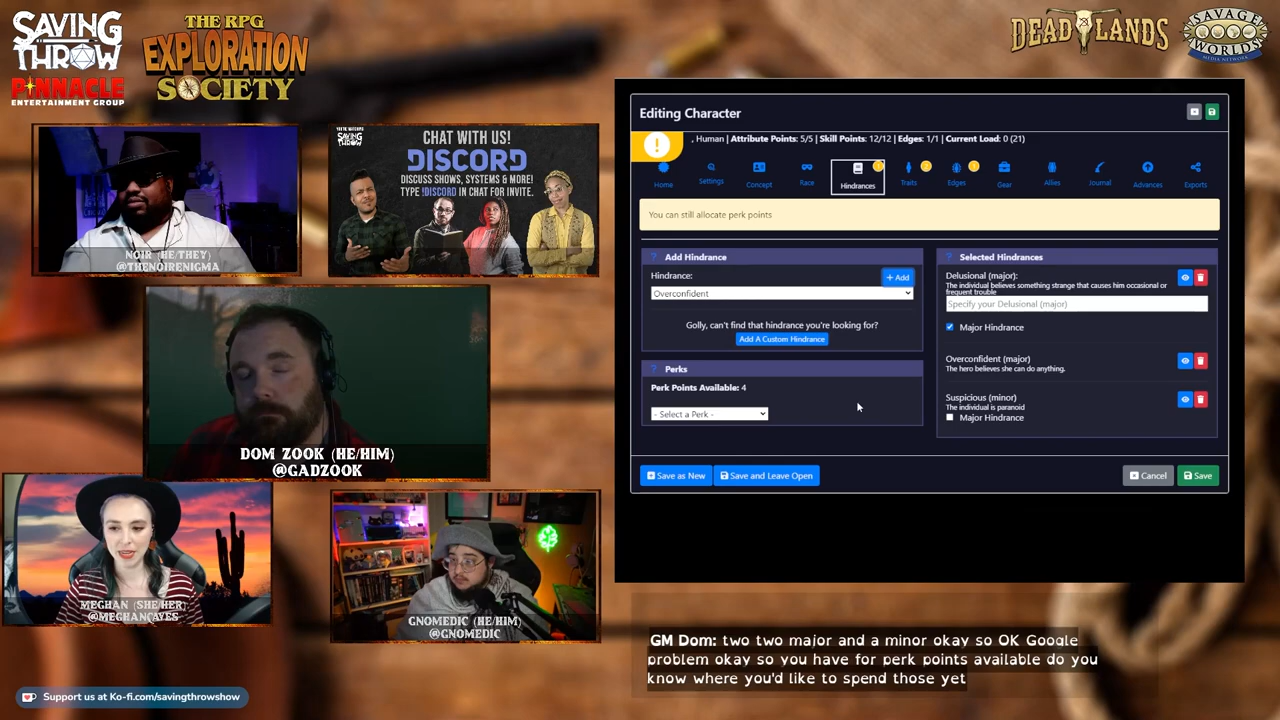 SAVING
THROW
PINNACLE
ENTERTAINMENT GROUP
THE RPG
EXPLORATION
SOCIETY
DEADLANDS
SAVAGE
WORLDS
MEDIA NETWORK
NOIR (HE/THEY)
@THENOIRENIGMA
SAVING
THROW
CHAT WITH US!
DISCORD
DISCUSS SHOWS, SYSTEMS & MORE!
TYPE !DISCORD IN CHAT FOR INVITE.
DOM ZOOK (HE/HIM)
@GADZOOK
MEGHAN (SHE/HER)
@MEGHANCAVES
GNOMEDIC (HE/HIM)
@GNOMEDIC
Support us at Ko-fi.com/savingthrowshow
Editing Character
, Human | Attribute Points: 5/5 | Skill Points: 12/12 | Edges: 1/1 | Current Load: 0 (21)
Home
Settings
Concept
Race
Hindrances
Traits
Edges
Gear
Allies
Journal
Advances
Exports
You can still allocate perk points
? Add Hindrance
Hindrance:
+ Add
Overconfident
Golly, can't find that hindrance you're looking for?
Add A Custom Hindrance
? Perks
Perk Points Available: 4
- Select a Perk -
? Selected Hindrances
Delusional (major):
The individual believes something strange that causes him occasional or
frequent trouble
Specify your Delusional (major)
Major Hindrance
Overconfident (major)
The hero believes she can do anything.
Suspicious (minor)
The individual is paranoid
Major Hindrance
Save as New
Save and Leave Open
Cancel
Save
GM Dom: two two major and a minor okay so OK Google
problem okay so you have for perk points available do you
know where you'd like to spend those yet